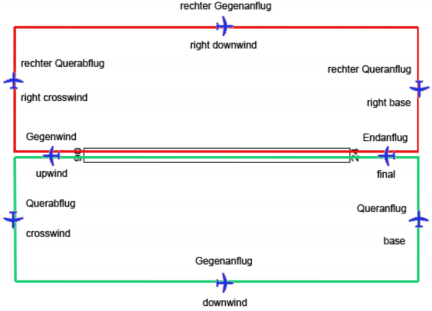 rechter Gegenanflug
right downwind
rechter Querabflug
rechter Queranflug
right crosswind
right base
Gegenwind
Endanflug
06
24
upwind
final
Querabflug
Queranflug
crosswind
base
Gegenanflug
downwind